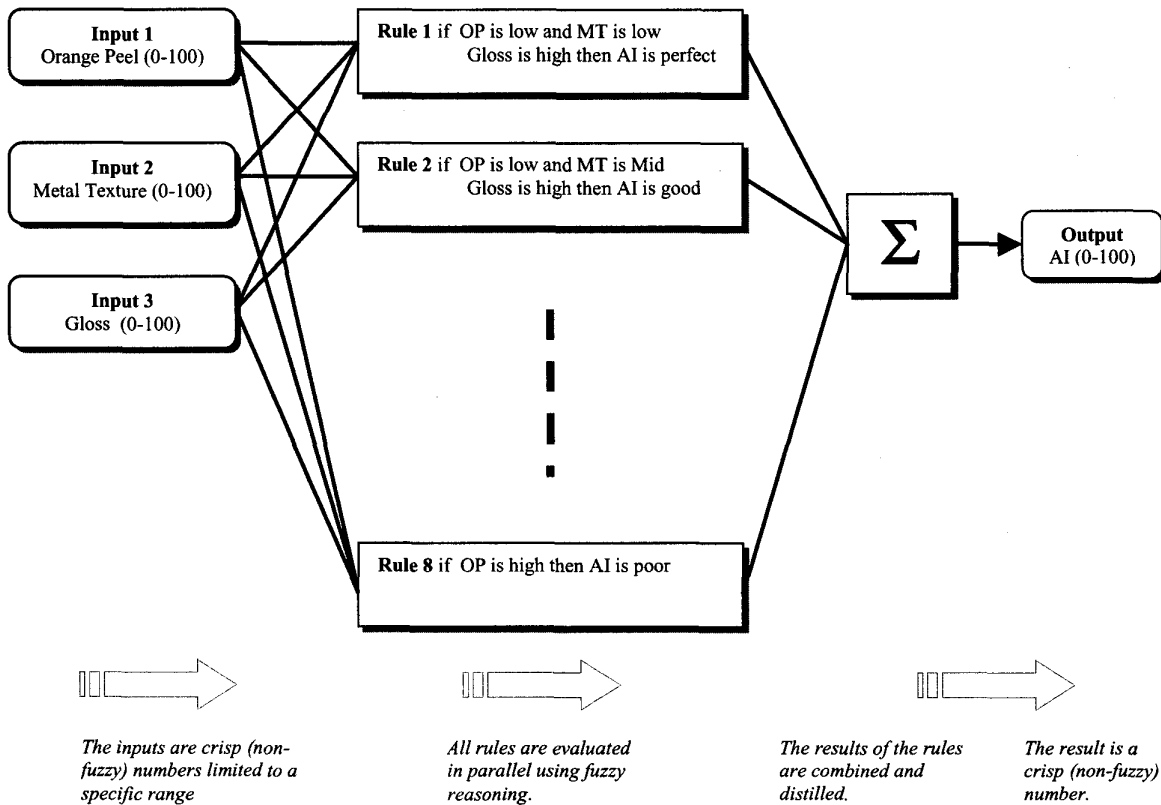 Input 1
Orange Peel (0-100)
Input 2
Metal Texture (0-100)
Input 3
Gloss (0-100)
Rule 1 if OP is low and MT is low
Gloss is high then AI is perfect
Rule 2 if OP is low and MT is Mid
Gloss is high then AI is good
Rule 8 if OP is high then AI is poor
Σ
Output
AI (0-100)
The inputs are crisp (non-
fuzzy) numbers limited to a
specific range
All rules are evaluated
in parallel using fuzzy
reasoning.
The results of the rules
are combined and
distilled.
The result is a
crisp (non-fuzzy)
number.